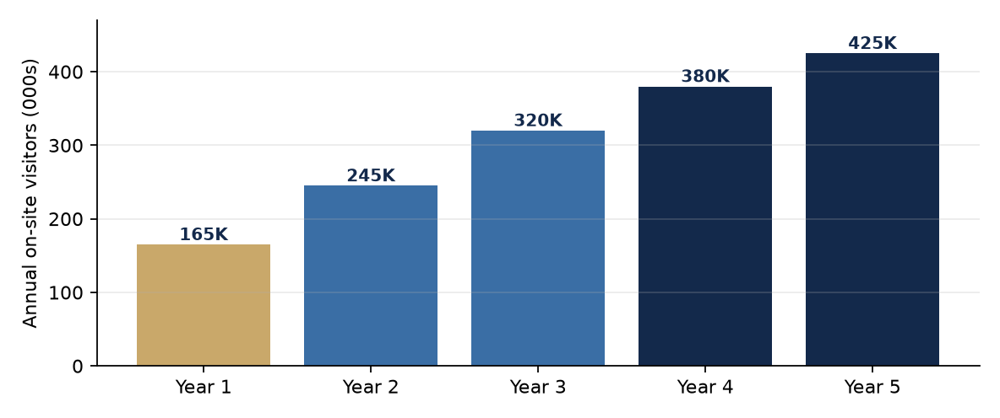 Annual on-site visitors (000s)
400
300
200
100
0
165K
245K
320K
380K
425K
Year 1
Year 2
Year 3
Year 4
Year 5